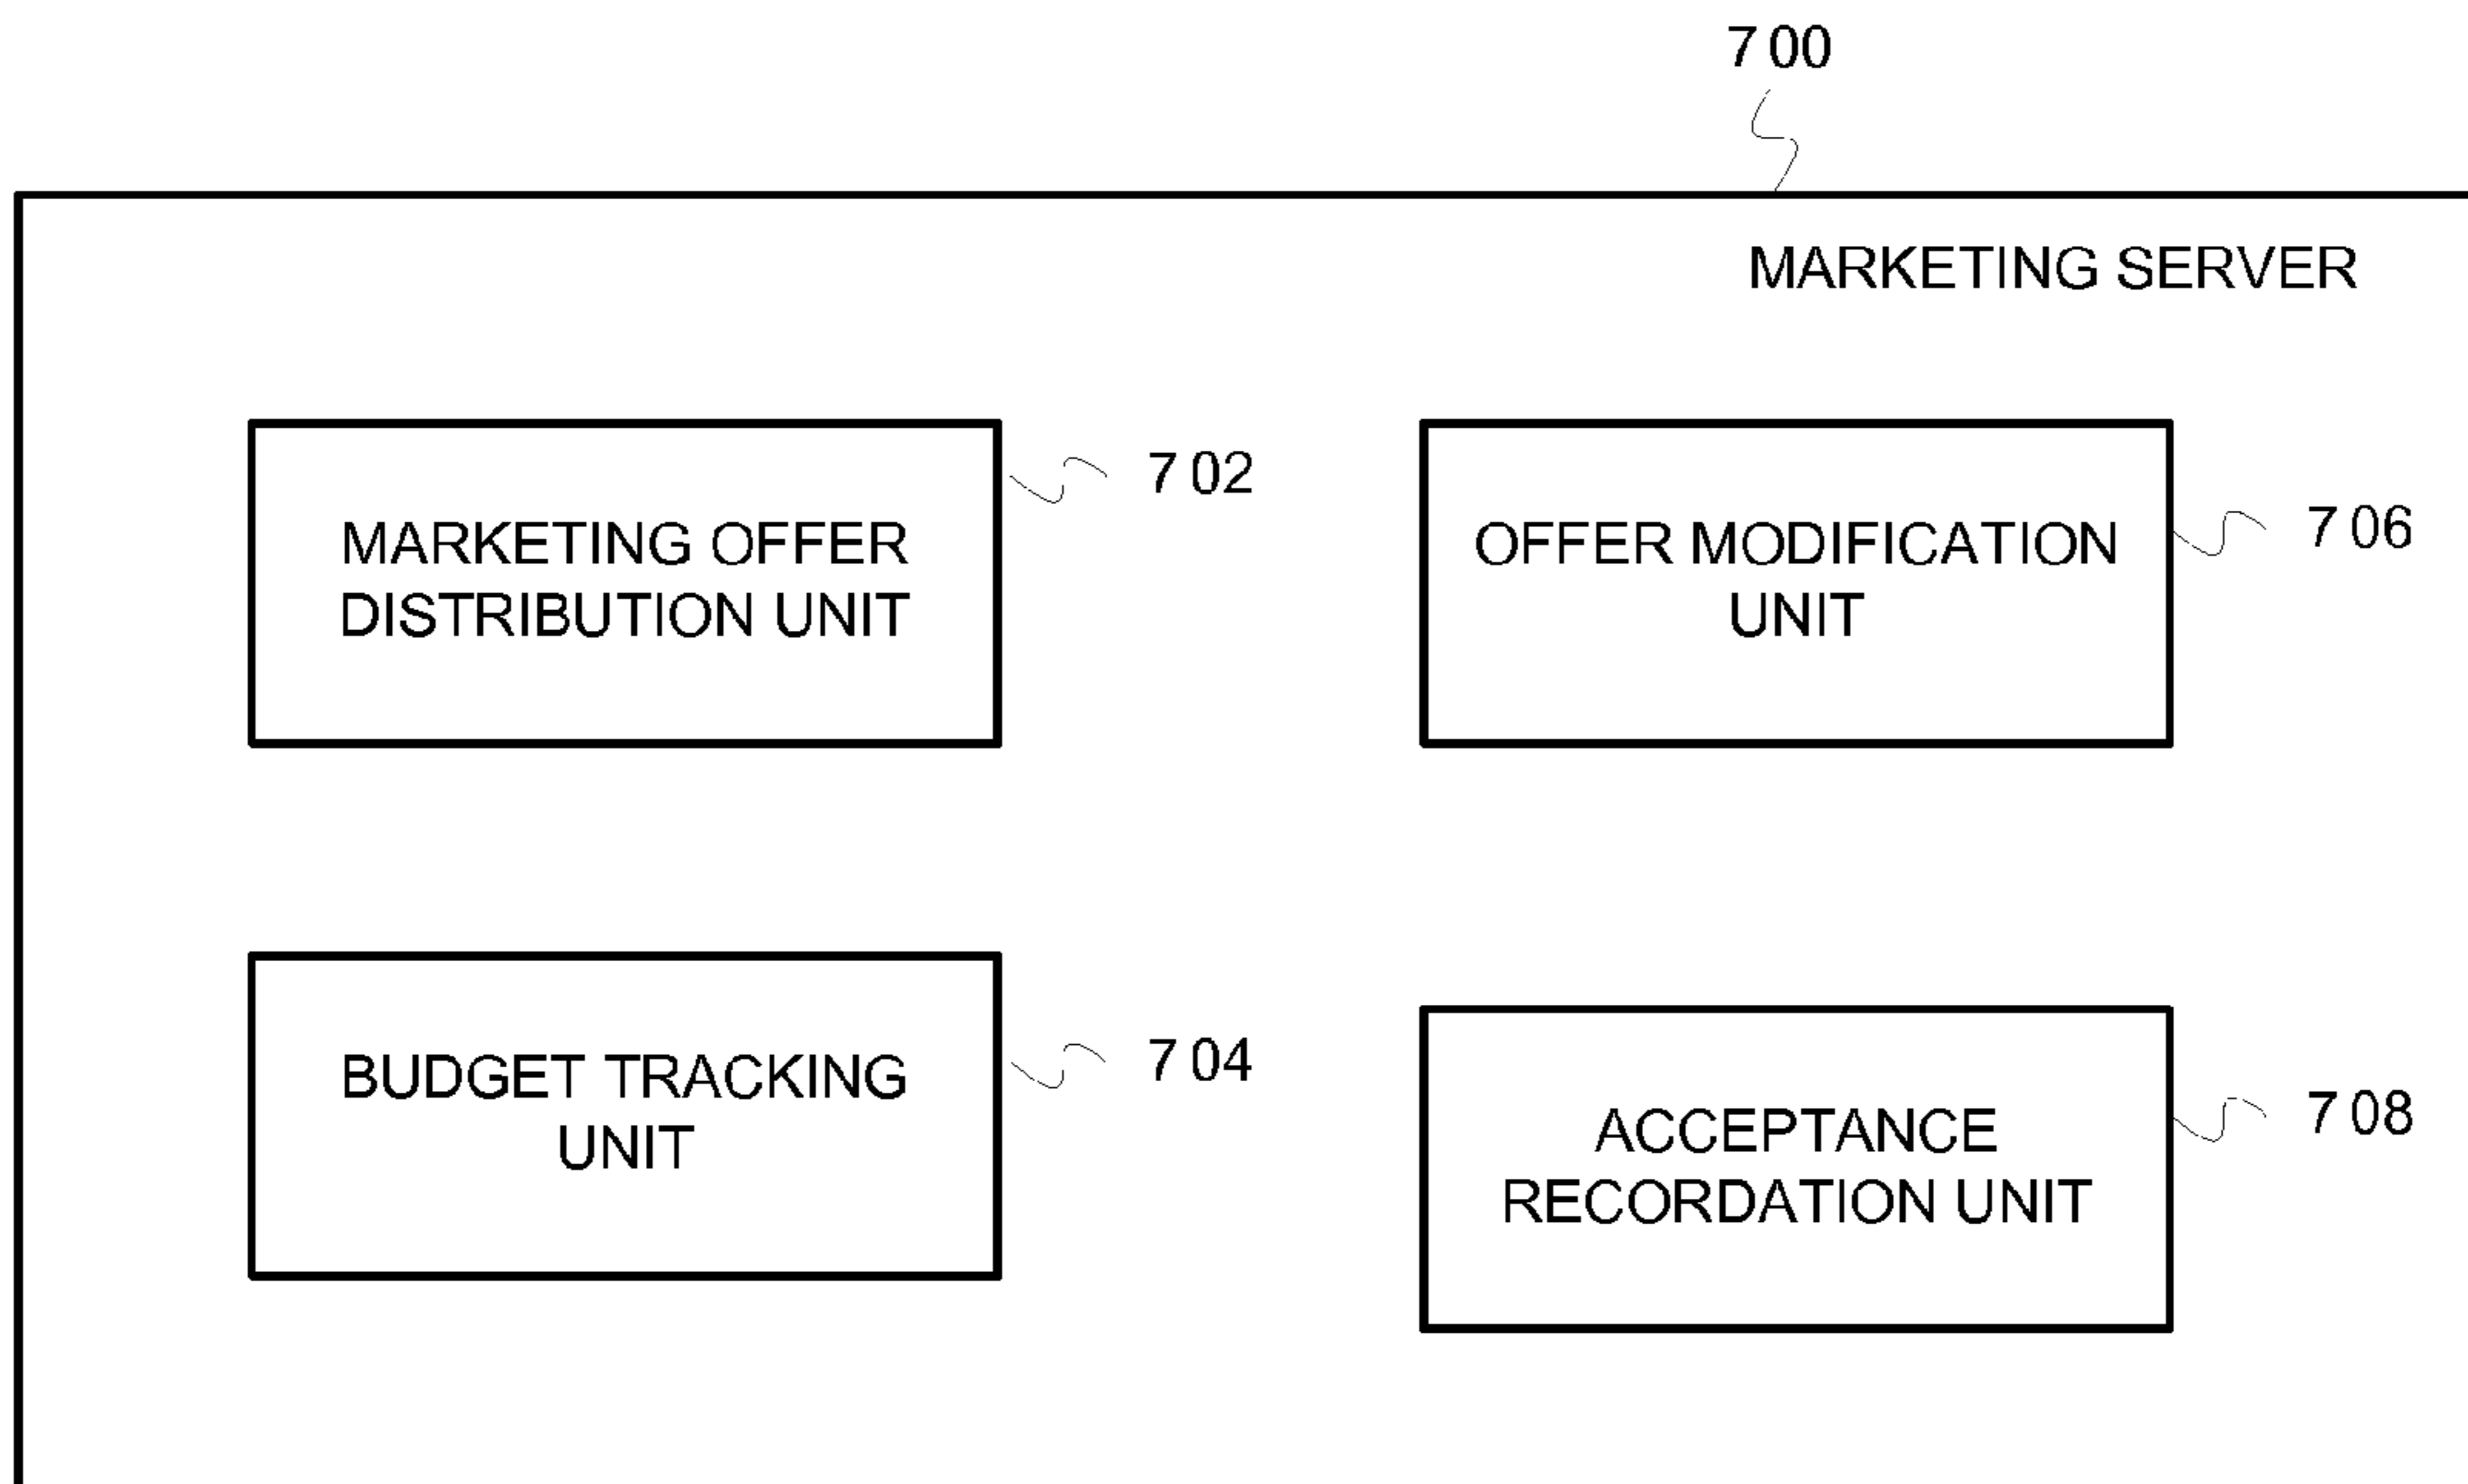 700
MARKETING SERVER
MARKETING OFFER
DISTRIBUTION UNIT
702
OFFER MODIFICATION
UNIT
706
BUDGET TRACKING
UNIT
704
ACCEPTANCE
RECORDATION UNIT
708